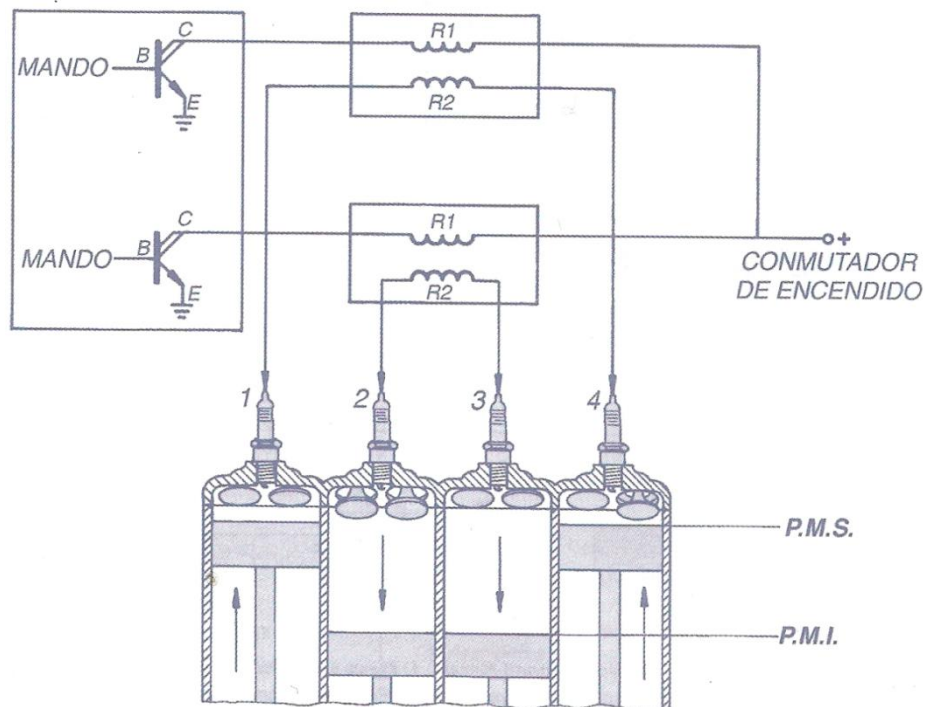 C
B
MANDO
E
R1
R2
C
B
MANDO
E
R1
R2
+
CONMUTADOR
DE ENCENDIDO
1
2
3
4
P.M.S.
P.M.I.